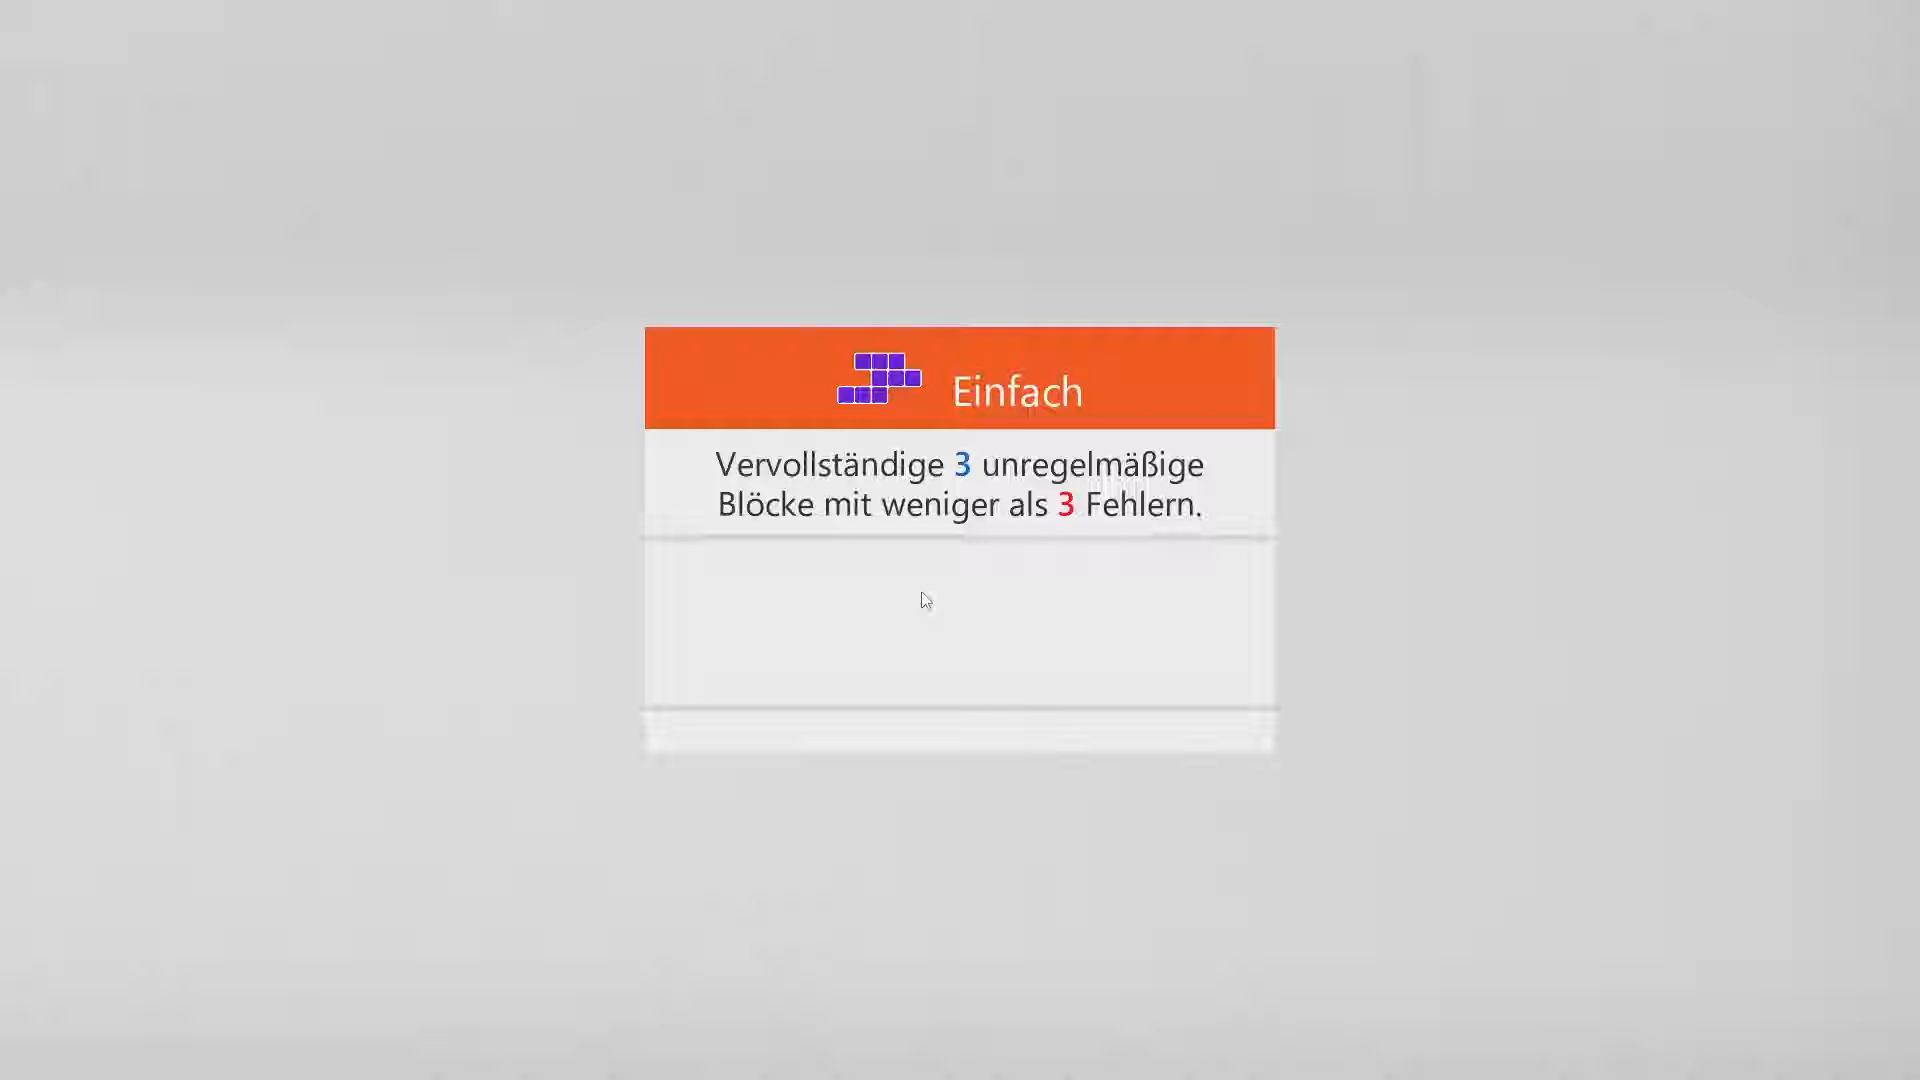 Einfach
Vervollständige 3 unregelmäßige
Blöcke mit weniger als 3 Fehlern.